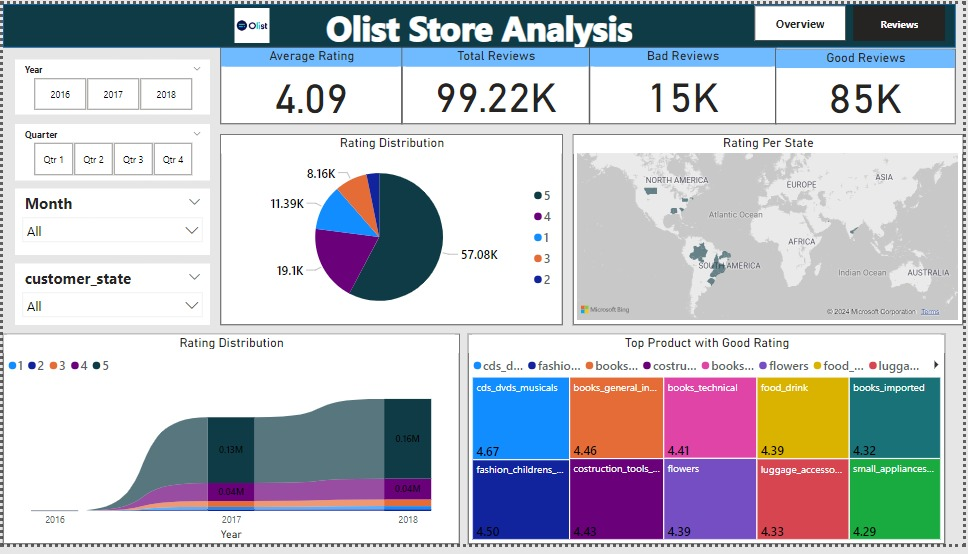 Olist
Olist Store Analysis
Overview
Reviews
Year
2016
2017
2018
Quarter
Qtr 1
Qtr 2
Qtr 3
Qtr 4
Month
All
customer_state
All
Average Rating
4.09
Total Reviews
99.22K
Bad Reviews
15K
Good Reviews
85K
Rating Distribution
8.16K
11.39K
19.1K
57.08K
5
4
1
3
2
Rating Per State
NORTH AMERICA
EUROPE
ASIA
Atlantic Ocean
AFRICA
SOUTH AMERICA
Indian Ocean
AUSTRALIA
Microsoft Bing
© 2024 Microsoft Corporation Terms
Rating Distribution
1 2 3 4 5
0.13M
0.04M
0.16M
0.04M
2016
2017
2018
Year
Top Product with Good Rating
cds_d... fashio... books... costru... books... flowers food_... lugga...
cds_dvds_musicals
4.67
books_general_in...
4.46
books_technical
4.41
food_drink
4.39
books_imported
4.32
fashion_childrens_...
4.50
costruction_tools_...
4.43
flowers
4.39
luggage_accesso...
4.33
small_appliances...
4.29